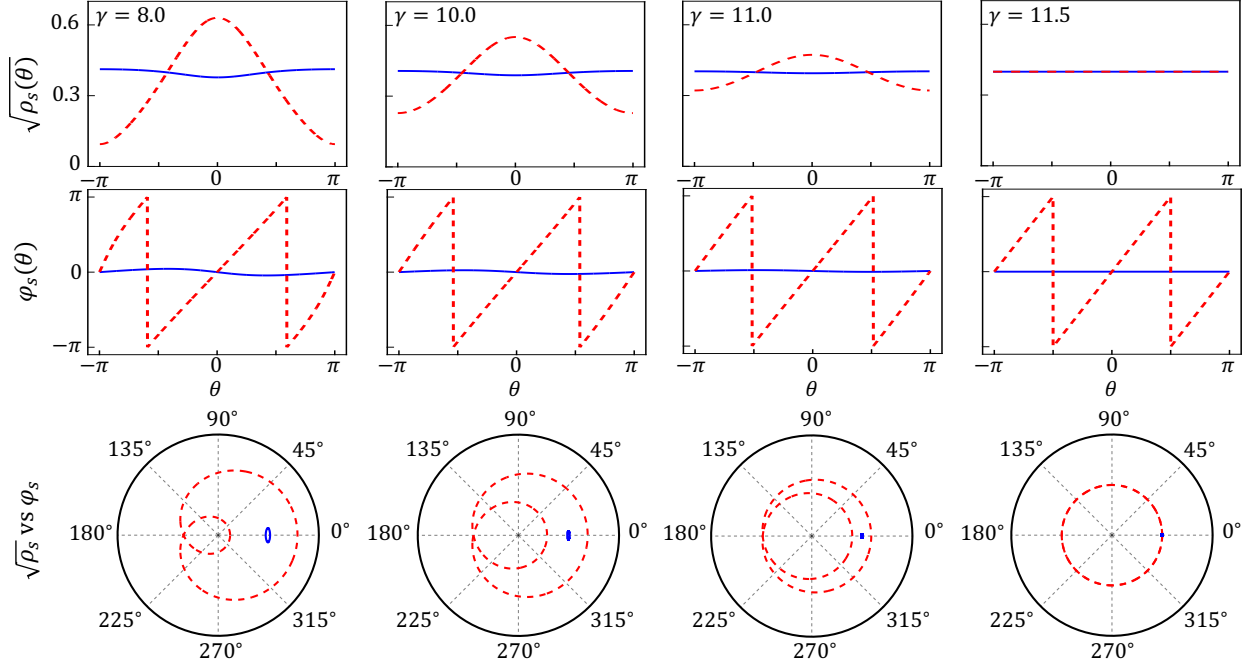 γ = 8.0 γ = 10.0 γ = 11.0 γ = 11.5
√ρₛ(θ)
0.6
0.3
0
−π 0 π −π 0 π −π 0 π −π 0 π
φₛ(θ)
π
0
−π
−π 0 π −π 0 π −π 0 π −π 0 π
θ θ θ θ
√ρₛ vs φₛ
90° 90° 90° 90°
135° 45° 135° 45° 135° 45° 135° 45°
180° 0° 180° 0° 180° 0° 180° 0°
225° 315° 225° 315° 225° 315° 225° 315°
270° 270° 270° 270°